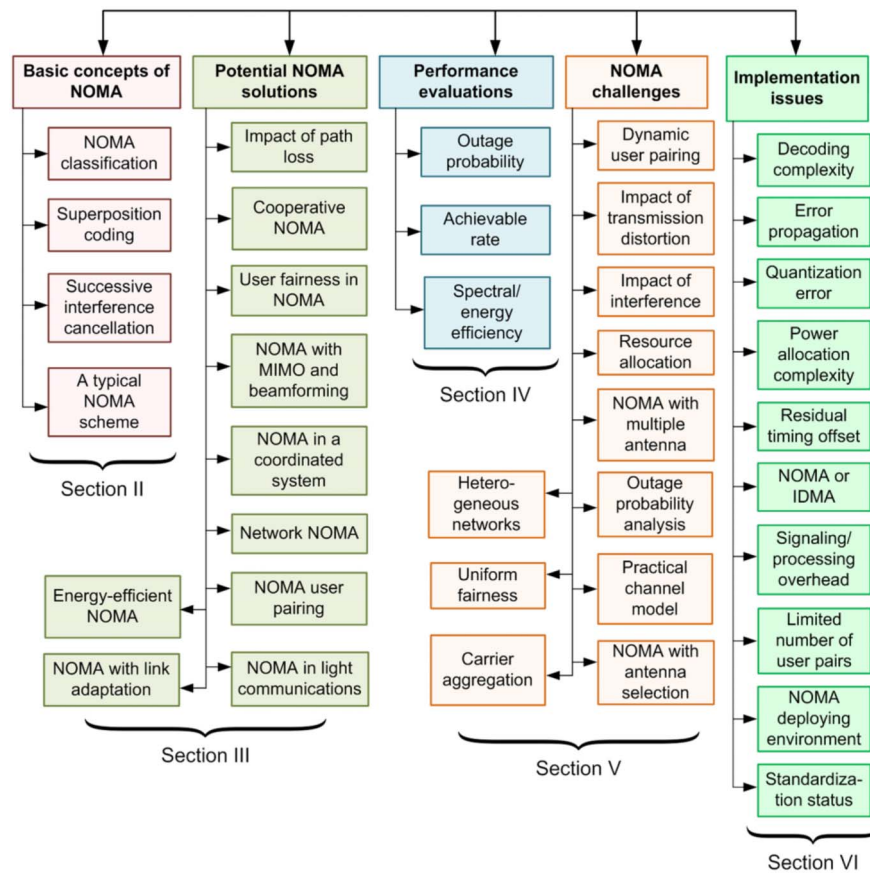 Basic concepts of
NOMA
NOMA
classification
Superposition
coding
Successive
interference
cancellation
A typical
NOMA
scheme
Section II
Potential NOMA
solutions
Impact of path
loss
Cooperative
NOMA
User fairness in
NOMA
NOMA with
MIMO and
beamforming
NOMA in a
coordinated
system
Network NOMA
Energy-efficient
NOMA
NOMA user
pairing
NOMA with link
adaptation
NOMA in light
communications
Section III
Performance
evaluations
Outage
probability
Achievable
rate
Spectral/
energy
efficiency
Section IV
NOMA
challenges
Dynamic
user pairing
Impact of
transmission
distortion
Impact of
interference
Resource
allocation
NOMA with
multiple
antenna
Hetero-
geneous
networks
Outage
probability
analysis
Uniform
fairness
Practical
channel
model
Carrier
aggregation
NOMA with
antenna
selection
Section V
Implementation
issues
Decoding
complexity
Error
propagation
Quantization
error
Power
allocation
complexity
Residual
timing offset
NOMA or
IDMA
Signaling/
processing
overhead
Limited
number of
user pairs
NOMA
deploying
environment
Standardiza-
tion status
Section VI